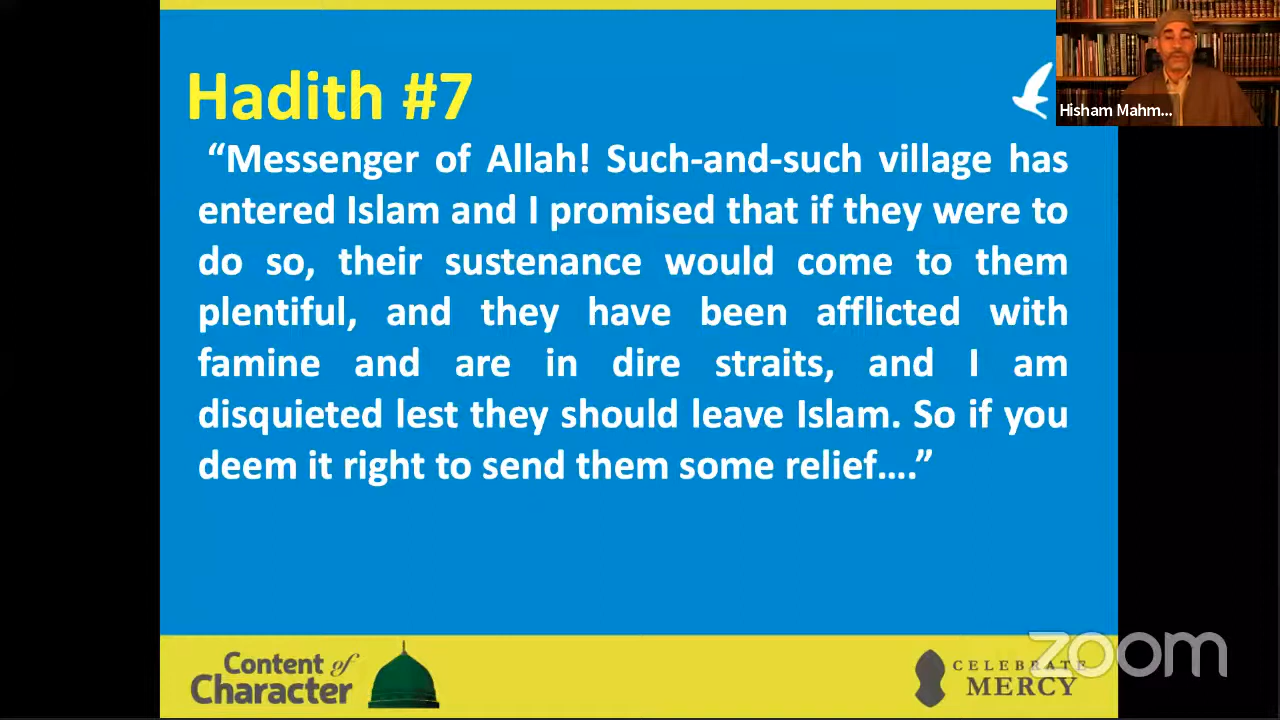 Hadith #7
Hisham Mahm...
“Messenger of Allah! Such-and-such village has
entered Islam and I promised that if they were to
do so, their sustenance would come to them
plentiful, and they have been afflicted with
famine and are in dire straits, and I am
disquieted lest they should leave Islam. So if you
deem it right to send them some relief….”
Content of
Character
CELEBRATE
MERCY
zoom